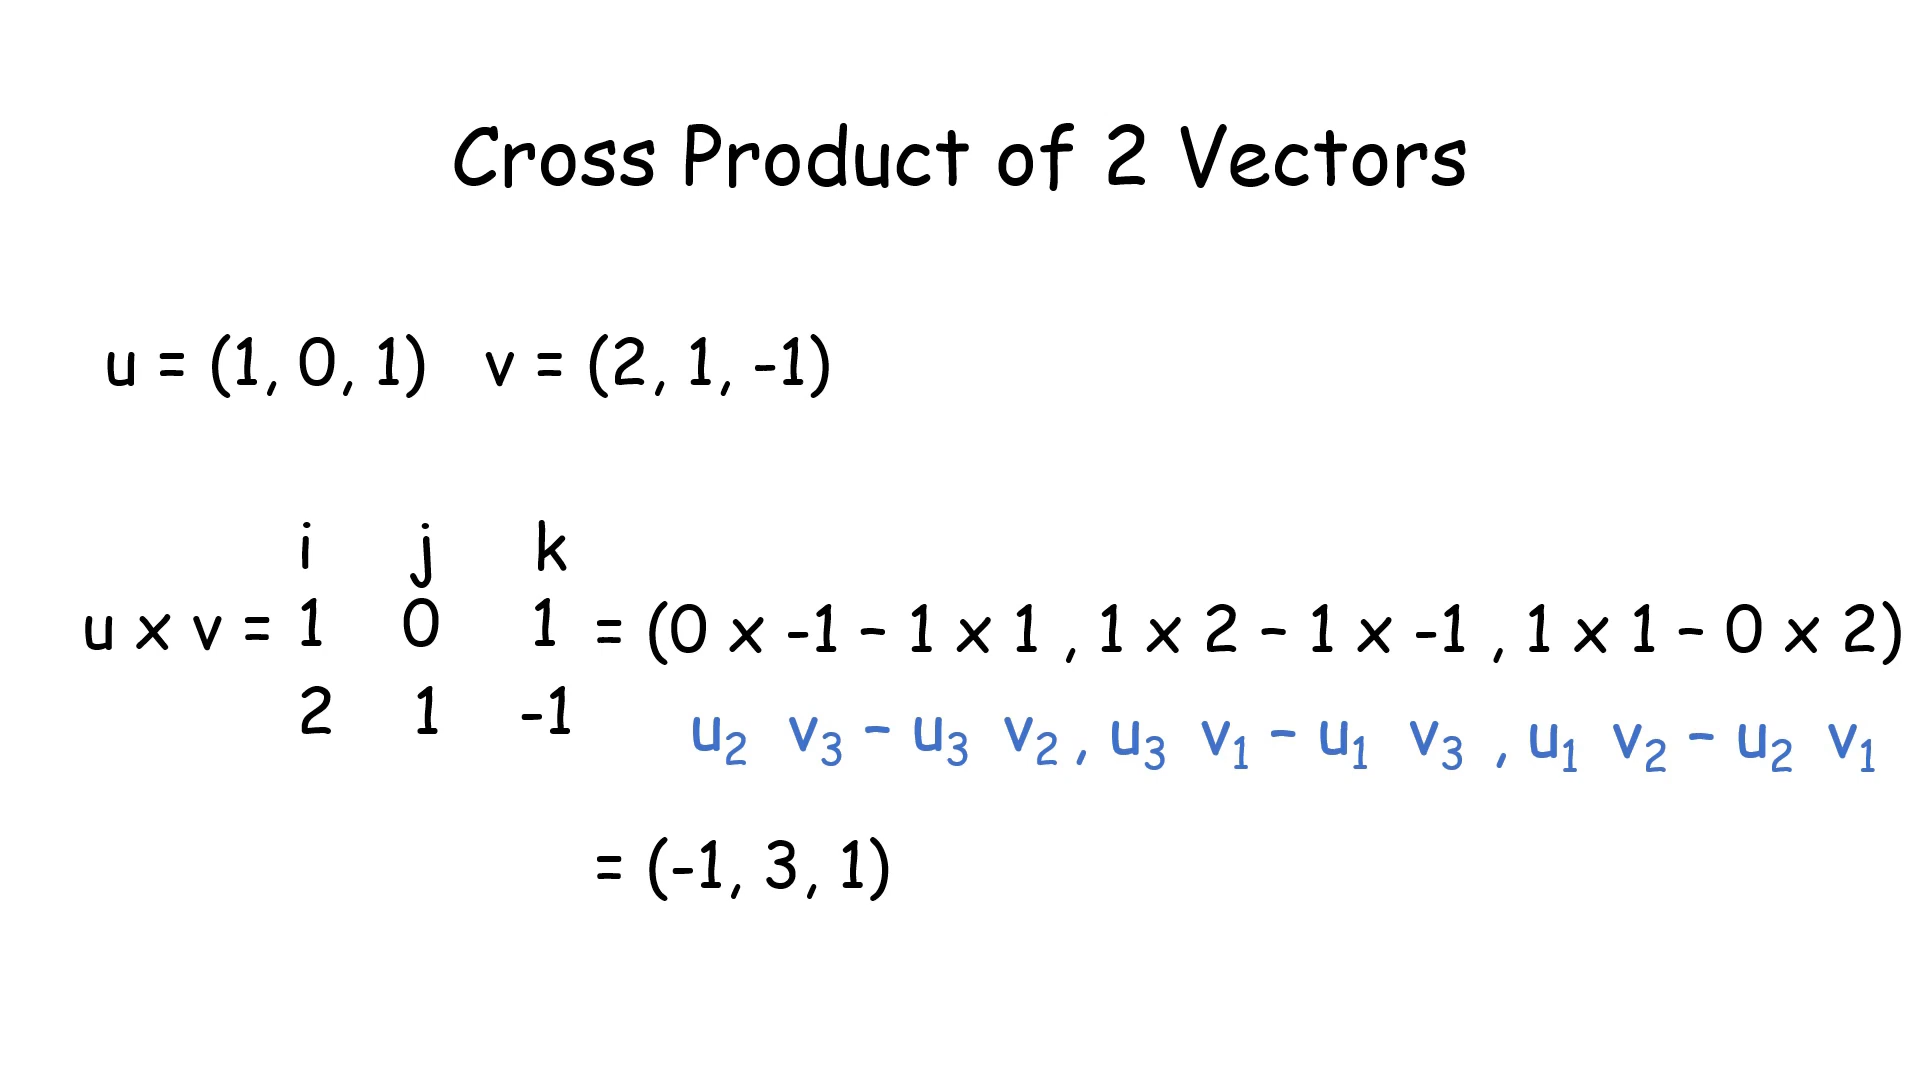 Cross Product of 2 Vectors
u = (1, 0, 1) v = (2, 1, -1)
i j k
u x v = 1 0 1 = (0 x -1 – 1 x 1 , 1 x 2 – 1 x -1 , 1 x 1 – 0 x 2)
2 1 -1
u₂ v₃ – u₃ v₂ , u₃ v₁ – u₁ v₃ , u₁ v₂ – u₂ v₁
= (-1, 3, 1)